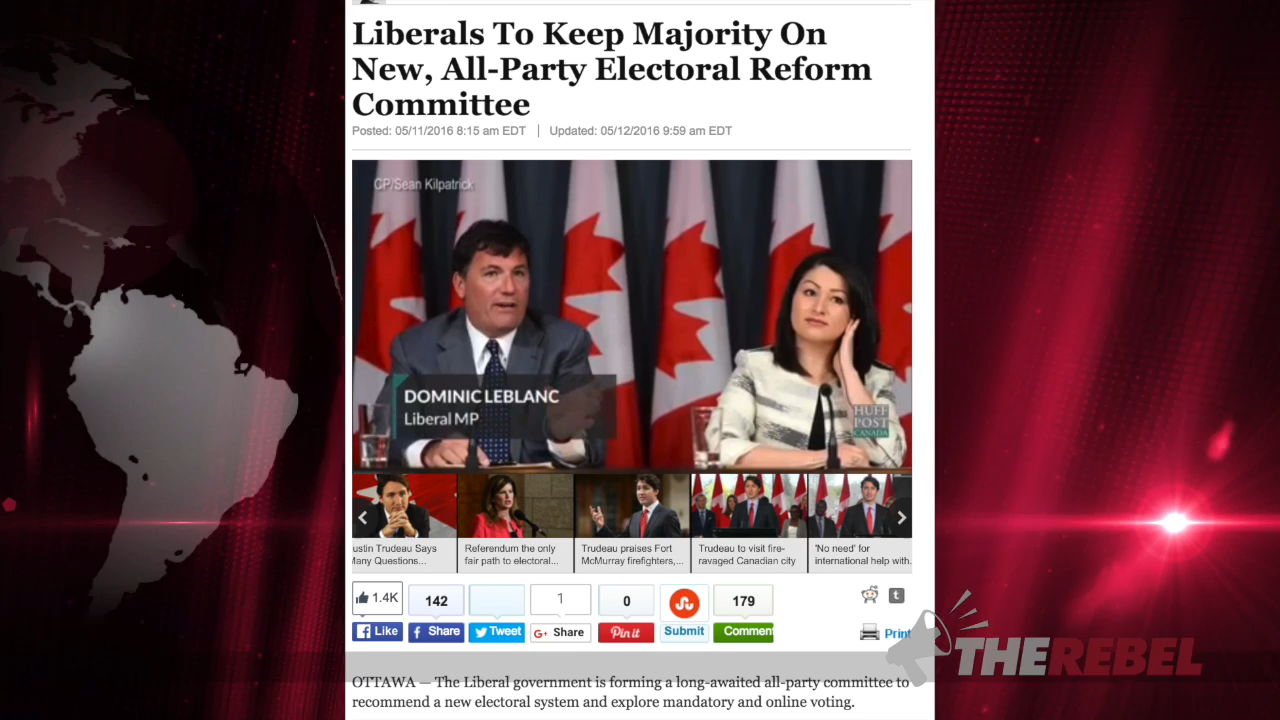 Liberals To Keep Majority On
New, All-Party Electoral Reform
Committee
Posted: 05/11/2016 8:15 am EDT | Updated: 05/12/2016 9:59 am EDT
CP/Sean Kilpatrick
DOMINIC LEBLANC
Liberal MP
HUFF
POST
CANADA
ustin Trudeau Says
Many Questions...
Referendum the only
fair path to electoral...
Trudeau praises Fort
McMurray firefighters,...
Trudeau to visit fire-
ravaged Canadian city
'No need' for
international help with.
1.4K
142
1
0
179
t
Like
Share
Tweet
G+ Share
Pin it
Submit
Comment
Print
THEREBEL
OTTAWA — The Liberal government is forming a long-awaited all-party committee to
recommend a new electoral system and explore mandatory and online voting.